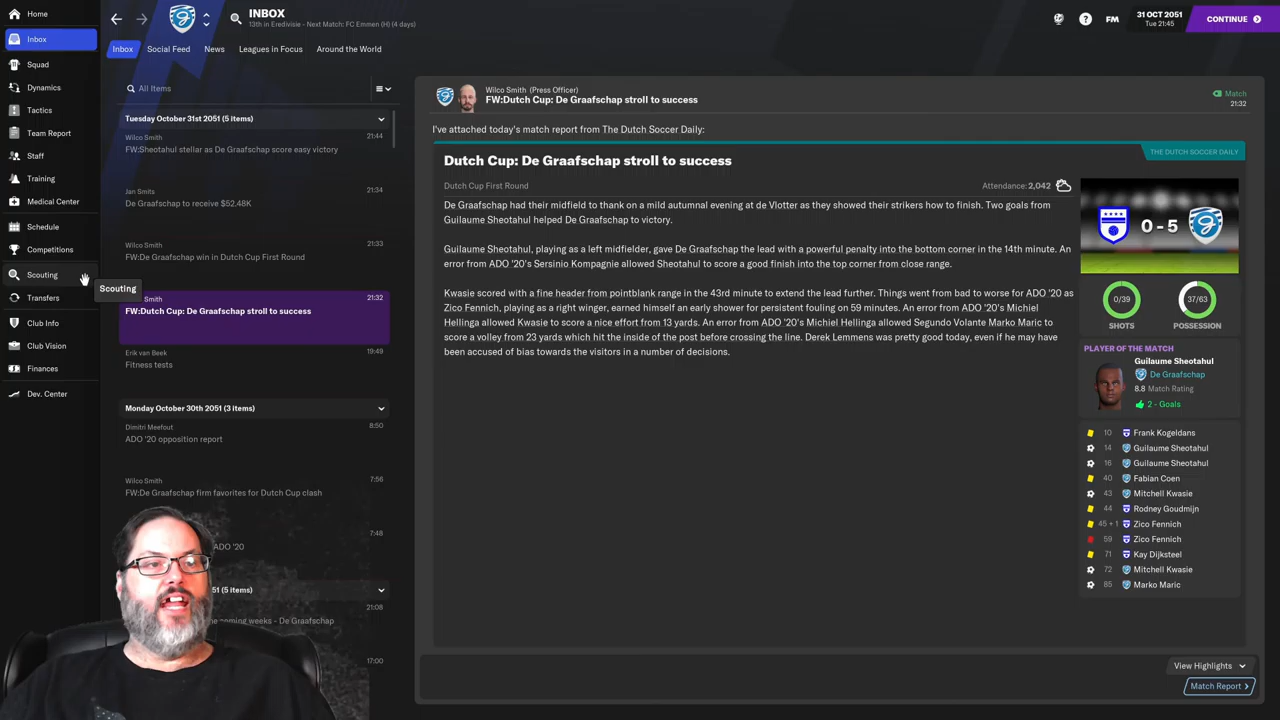 Home
Inbox
Squad
Dynamics
Tactics
Team Report
Staff
Training
Medical Center
Schedule
Competitions
Scouting
Transfers
Club Info
Club Vision
Finances
Dev. Center
Scouting
INBOX
13th in Eredivisie - Next Match: FC Emmen (H) (4 days)
FM
31 OCT 2051
Tue 21:45
CONTINUE
Inbox
Social Feed
News
Leagues in Focus
Around the World
All Items
Tuesday October 31st 2051 (5 items)
Wilco Smith 21:44
FW:Sheotahul stellar as De Graafschap score easy victory
Jan Smits 21:34
De Graafschap to receive $52.48K
Wilco Smith 21:33
FW:De Graafschap win in Dutch Cup First Round
Smith 21:32
FW:Dutch Cup: De Graafschap stroll to success
Erik van Beek 19:49
Fitness tests
Monday October 30th 2051 (3 items)
Dimitri Meefout 8:50
ADO '20 opposition report
Wilco Smith 7:56
FW:De Graafschap firm favorites for Dutch Cup clash
7:48
ADO '20
51 (5 items)
21:08
coming weeks - De Graafschap
17:00
Wilco Smith (Press Officer)
FW:Dutch Cup: De Graafschap stroll to success
Match
21:32
I've attached today's match report from The Dutch Soccer Daily:
Dutch Cup: De Graafschap stroll to success
THE DUTCH SOCCER DAILY
Dutch Cup First Round
Attendance: 2,042
De Graafschap had their midfield to thank on a mild autumnal evening at de Vlotter as they showed their strikers how to finish. Two goals from
Guilaume Sheotahul helped De Graafschap to victory.
Guilaume Sheotahul, playing as a left midfielder, gave De Graafschap the lead with a powerful penalty into the bottom corner in the 14th minute. An
error from ADO '20's Sersinio Kompagnie allowed Sheotahul to score a good finish into the top corner from close range.
Kwasie scored with a fine header from pointblank range in the 43rd minute to extend the lead further. Things went from bad to worse for ADO '20 as
Zico Fennich, playing as a right winger, earned himself an early shower for persistent fouling on 59 minutes. An error from ADO '20's Michiel
Hellinga allowed Kwasie to score a nice effort from 13 yards. An error from ADO '20's Michiel Hellinga allowed Segundo Volante Marko Maric to
score a volley from 23 yards which hit the inside of the post before crossing the line. Derek Lemmens was pretty good today, even if he may have
been accused of bias towards the visitors in a number of decisions.
0 - 5
0/39
SHOTS
37/63
POSSESSION
PLAYER OF THE MATCH
Guilaume Sheotahul
De Graafschap
8.8 Match Rating
2 - Goals
10 Frank Kogeldans
14 Guilaume Sheotahul
16 Guilaume Sheotahul
40 Fabian Coen
43 Mitchell Kwasie
44 Rodney Goudmijn
45 + 1 Zico Fennich
59 Zico Fennich
71 Kay Dijksteel
72 Mitchell Kwasie
85 Marko Maric
View Highlights
Match Report